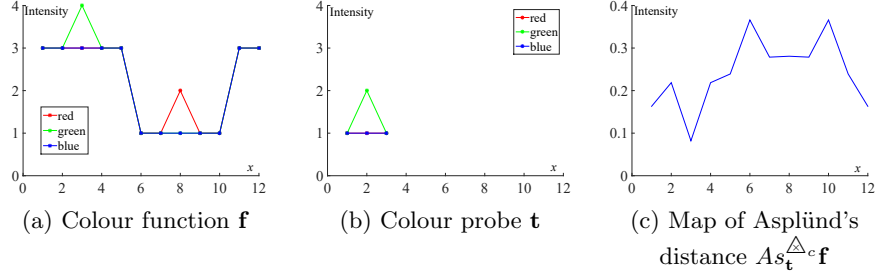 Intensity
4
3
2
1
0
0 2 4 6 8 10 12
x
red
green
blue
(a) Colour function f
Intensity
4
3
2
1
0
0 2 4 6 8 10 12
x
red
green
blue
(b) Colour probe t
Intensity
0.4
0.3
0.2
0.1
0
0 2 4 6 8 10 12
x
(c) Map of Asplünd's
distance As_t^{△× c} f